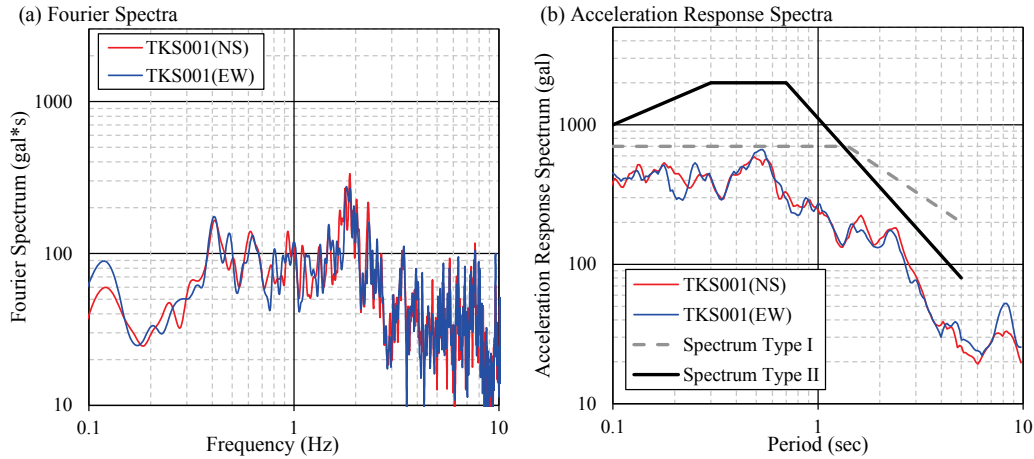 (a) Fourier Spectra
TKS001(NS)
TKS001(EW)
1000
100
10
0.1
1
10
Fourier Spectrum (gal*s)
Frequency (Hz)
(b) Acceleration Response Spectra
1000
100
10
0.1
1
10
Acceleration Response Spectrum (gal)
TKS001(NS)
TKS001(EW)
Spectrum Type I
Spectrum Type II
Period (sec)